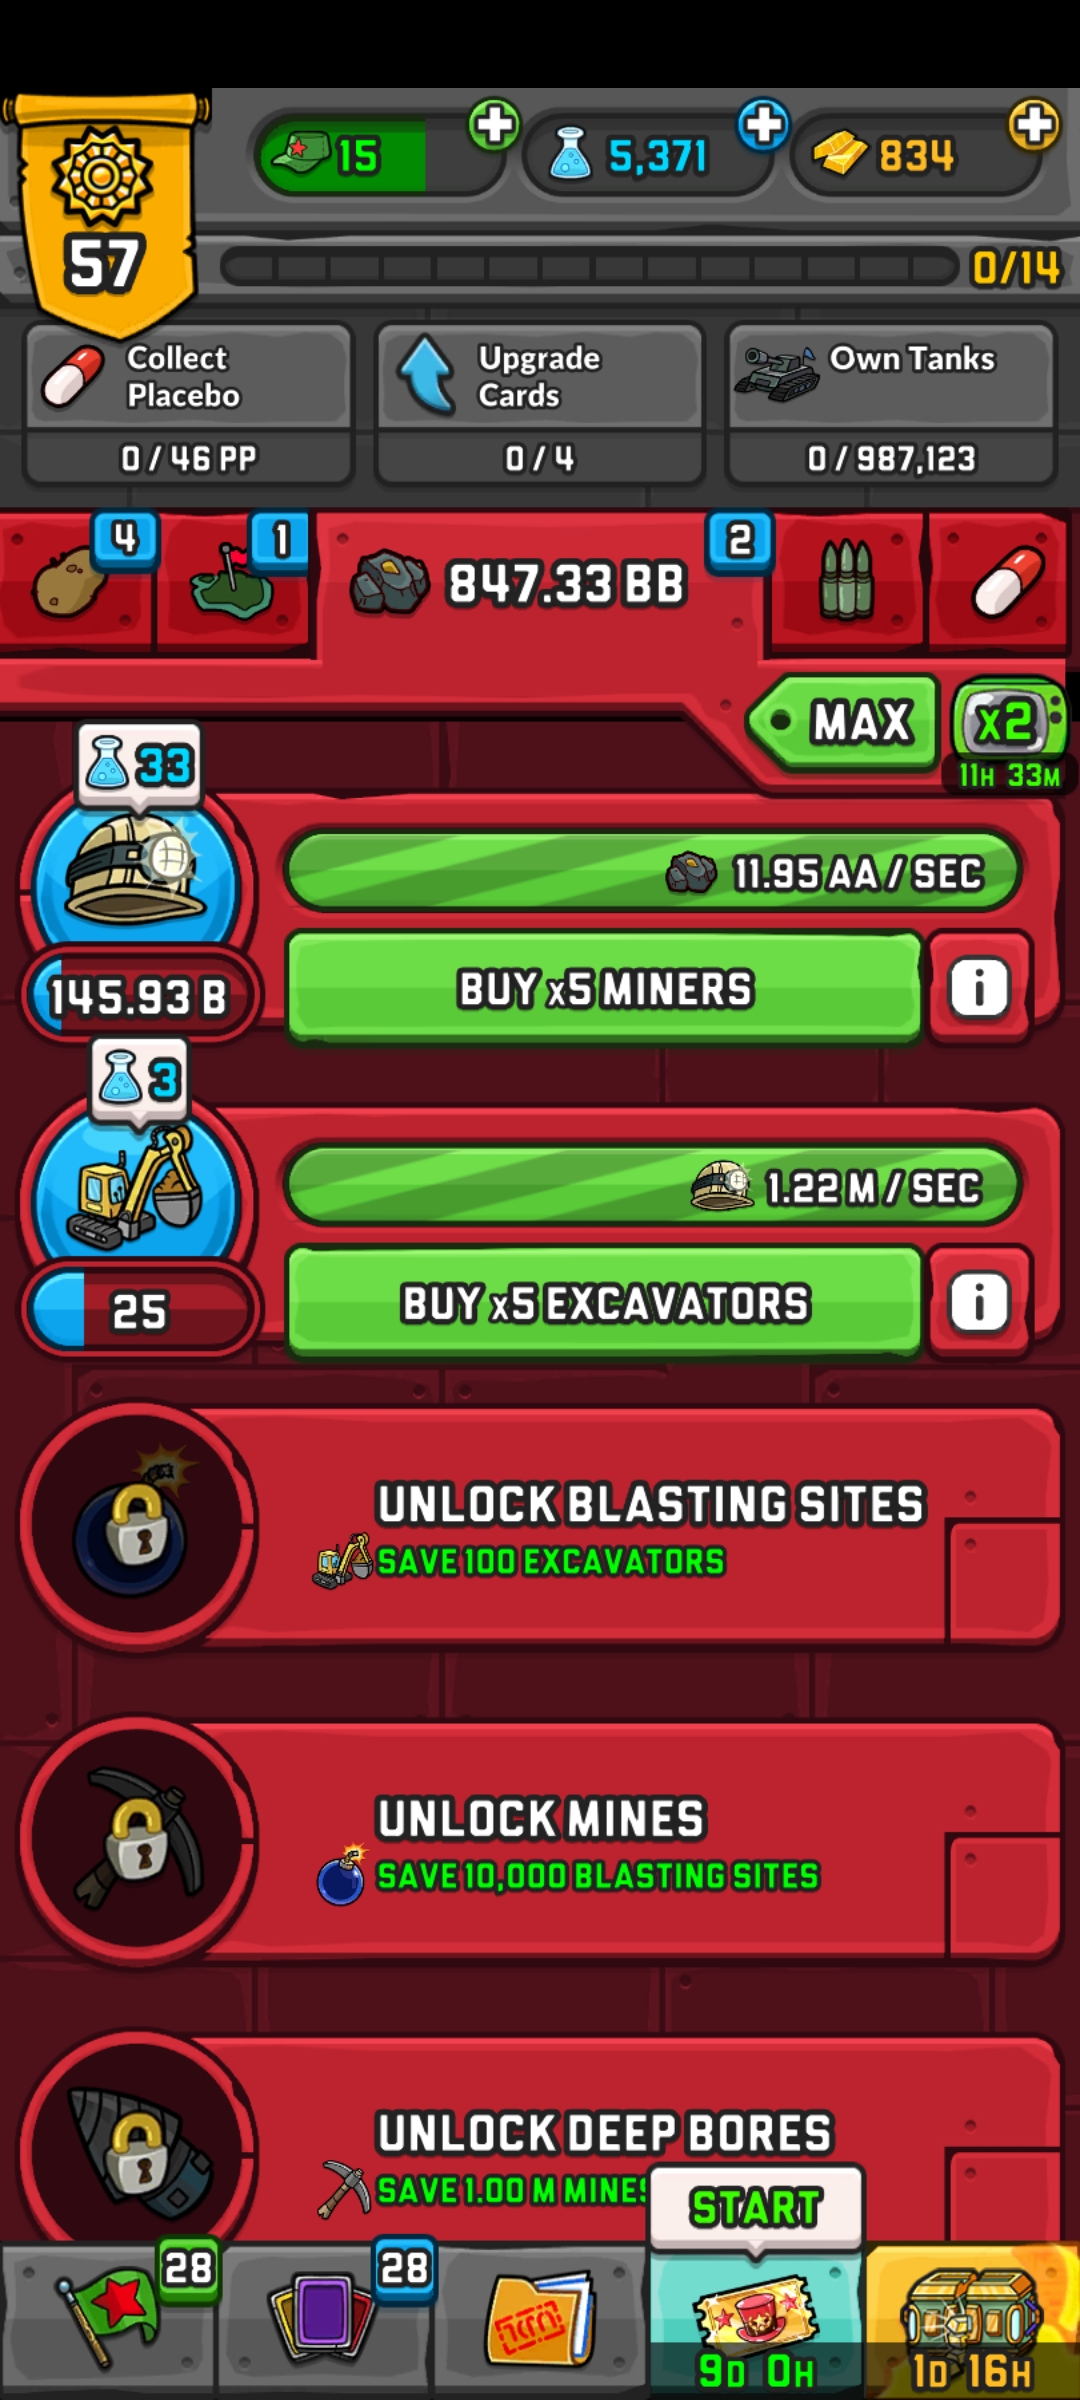 15
5,371
834
57
0/14
Collect
Placebo
0 / 46 PP
Upgrade
Cards
0 / 4
Own Tanks
0 / 987,123
4
1
847.33 BB
2
MAX
x2
11H 33M
33
11.95 AA / SEC
145.93 B
BUY x5 MINERS
i
3
1.22 M / SEC
25
BUY x5 EXCAVATORS
i
UNLOCK BLASTING SITES
SAVE 100 EXCAVATORS
UNLOCK MINES
SAVE 10,000 BLASTING SITES
UNLOCK DEEP BORES
SAVE 1.00 M MINES
START
28
28
9D 0H
1D 16H